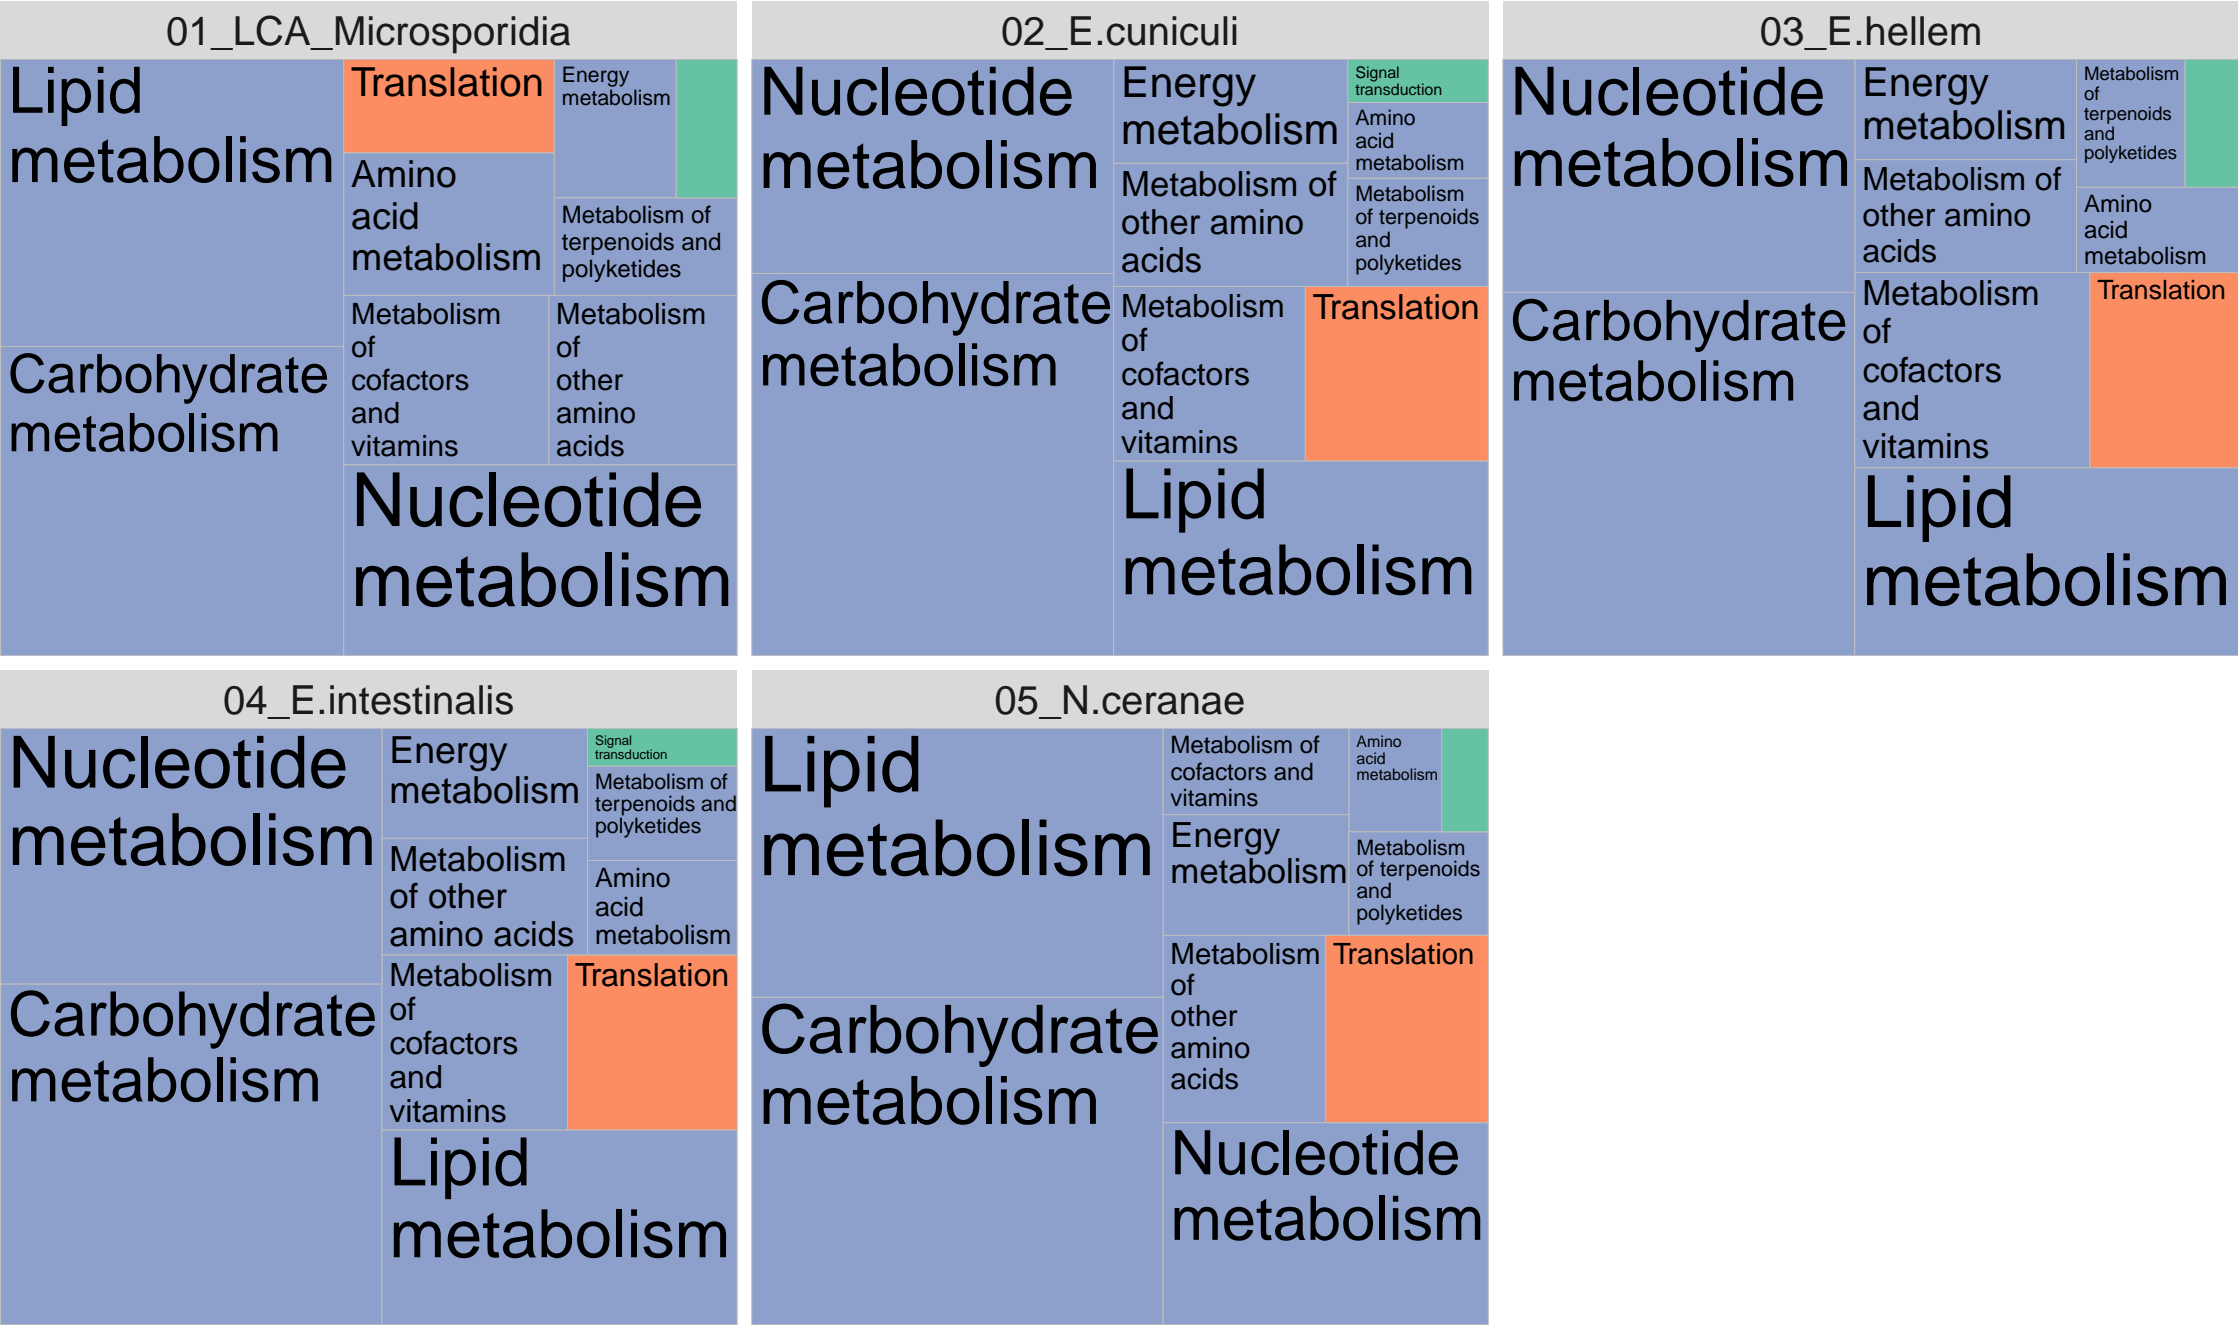 01_LCA_Microsporidia
Lipid
metabolism
Carbohydrate
metabolism
Translation
Amino
acid
metabolism
Energy
metabolism
Metabolism of
terpenoids and
polyketides
Metabolism
of
cofactors
and
vitamins
Metabolism
of
other
amino
acids
Nucleotide
metabolism
02_E.cuniculi
Nucleotide
metabolism
Carbohydrate
metabolism
Energy
metabolism
Metabolism of
other amino
acids
Signal
transduction
Amino
acid
metabolism
Metabolism
of terpenoids
and
polyketides
Metabolism
of
cofactors
and
vitamins
Translation
Lipid
metabolism
03_E.hellem
Nucleotide
metabolism
Carbohydrate
metabolism
Energy
metabolism
Metabolism of
other amino
acids
Metabolism
of
terpenoids
and
polyketides
Amino
acid
metabolism
Metabolism
of
cofactors
and
vitamins
Translation
Lipid
metabolism
04_E.intestinalis
Nucleotide
metabolism
Carbohydrate
metabolism
Energy
metabolism
Metabolism
of other
amino acids
Signal
transduction
Metabolism of
terpenoids and
polyketides
Amino
acid
metabolism
Metabolism
of
cofactors
and
vitamins
Translation
Lipid
metabolism
05_N.ceranae
Lipid
metabolism
Carbohydrate
metabolism
Metabolism of
cofactors and
vitamins
Energy
metabolism
Amino
acid
metabolism
Metabolism
of terpenoids
and
polyketides
Metabolism
of
other
amino
acids
Translation
Nucleotide
metabolism